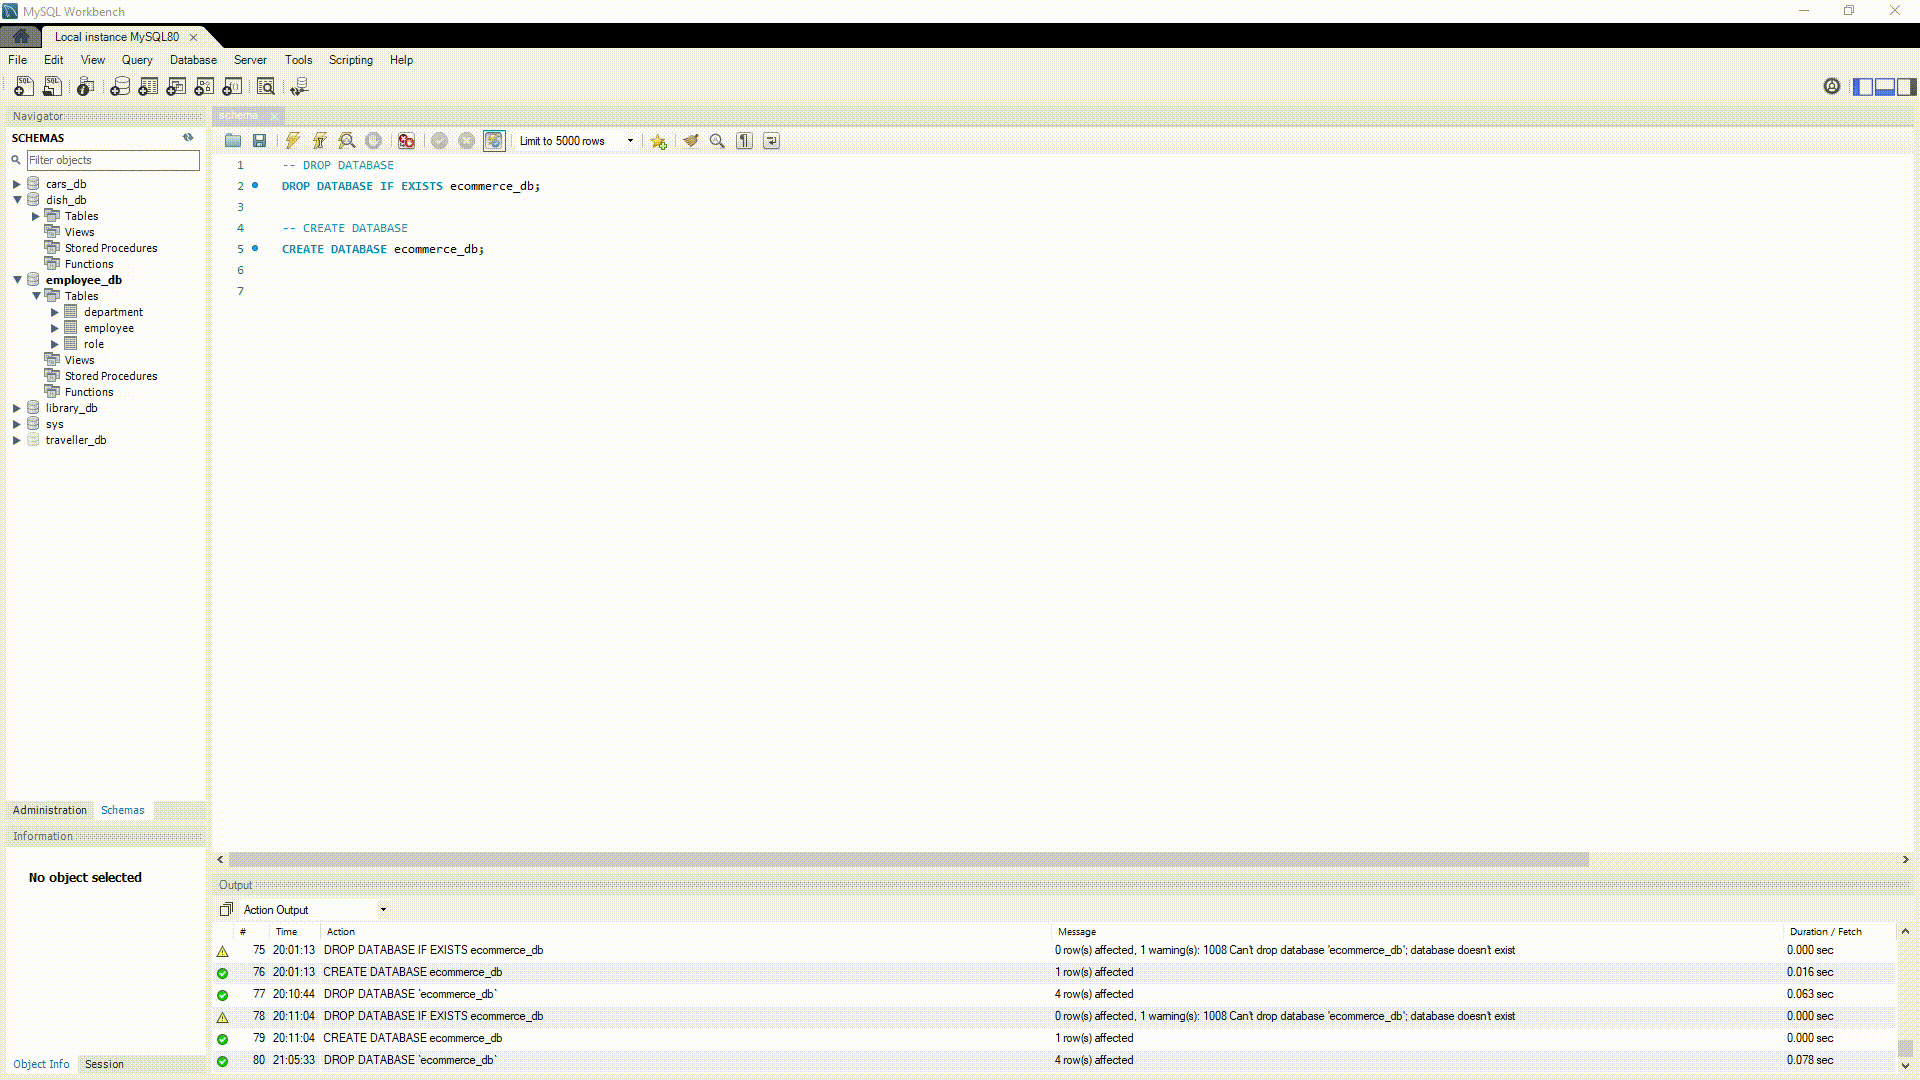 MySQL Workbench
Local instance MySQL80
File Edit View Query Database Server Tools Scripting Help
Navigator
SCHEMAS
Filter objects
cars_db
dish_db
Tables
Views
Stored Procedures
Functions
employee_db
Tables
department
employee
role
Views
Stored Procedures
Functions
library_db
sys
traveller_db
Administration Schemas
Information
No object selected
Object Info Session
schema
Limit to 5000 rows
1 -- DROP DATABASE
2 DROP DATABASE IF EXISTS ecommerce_db;
3
4 -- CREATE DATABASE
5 CREATE DATABASE ecommerce_db;
6
7
Output
Action Output
# Time Action Message Duration / Fetch
75 20:01:13 DROP DATABASE IF EXISTS ecommerce_db 0 row(s) affected, 1 warning(s): 1008 Can't drop database 'ecommerce_db'; database doesn't exist 0.000 sec
76 20:01:13 CREATE DATABASE ecommerce_db 1 row(s) affected 0.016 sec
77 20:10:44 DROP DATABASE `ecommerce_db` 4 row(s) affected 0.063 sec
78 20:11:04 DROP DATABASE IF EXISTS ecommerce_db 0 row(s) affected, 1 warning(s): 1008 Can't drop database 'ecommerce_db'; database doesn't exist 0.000 sec
79 20:11:04 CREATE DATABASE ecommerce_db 1 row(s) affected 0.000 sec
80 21:05:33 DROP DATABASE `ecommerce_db` 4 row(s) affected 0.078 sec